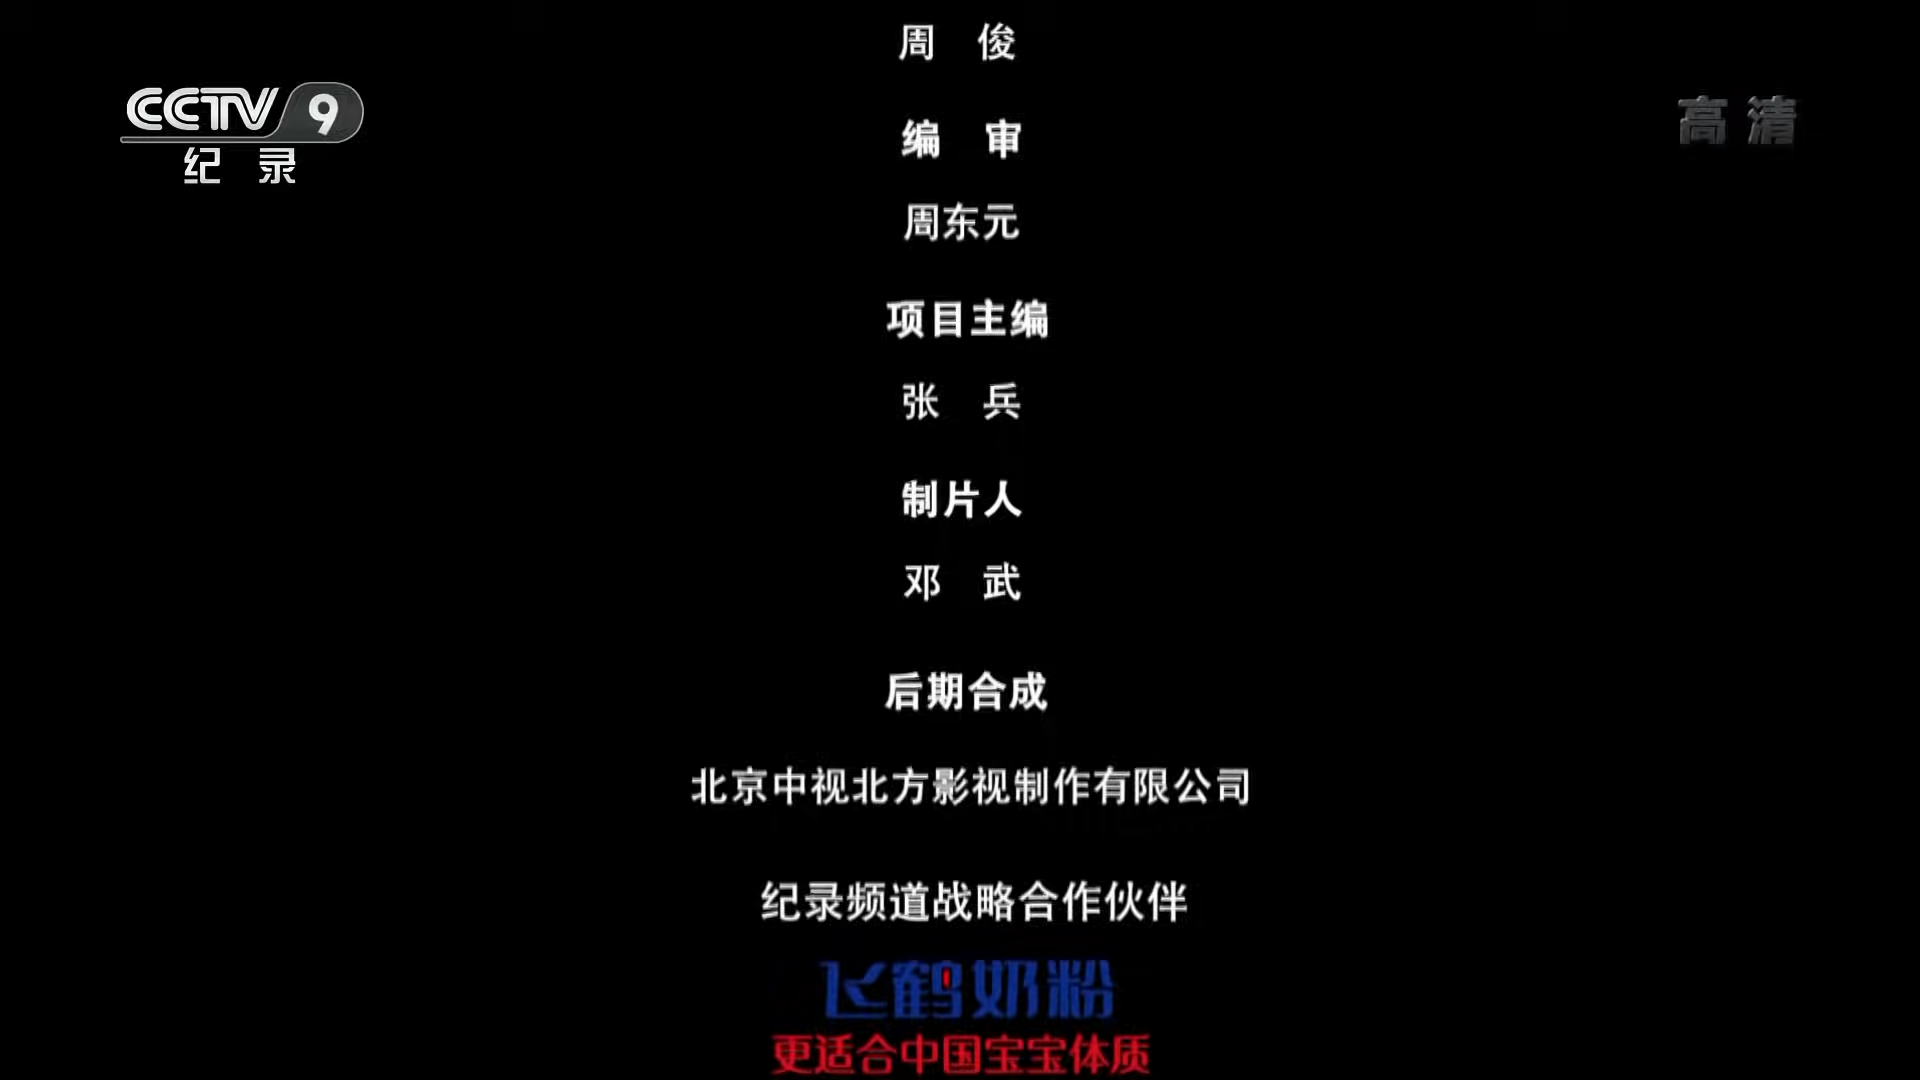 周 俊
CCTV 9
纪 录
高 清
编 审
周东元
项目主编
张 兵
制片人
邓 武
后期合成
北京中视北方影视制作有限公司
纪录频道战略合作伙伴
飞鹤奶粉
更适合中国宝宝体质